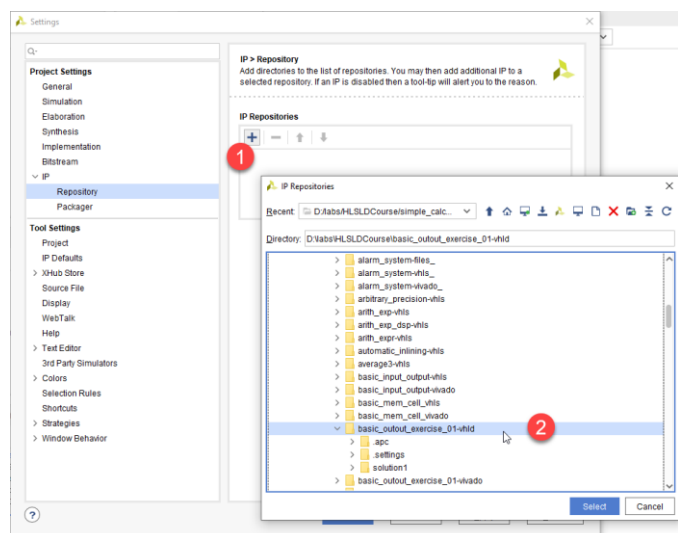 Settings
Q-
Project Settings
General
Simulation
Elaboration
Synthesis
Implementation
Bitstream
IP
Repository
Packager
Tool Settings
Project
IP Defaults
XHub Store
Source File
Display
WebTalk
Help
Text Editor
3rd Party Simulators
Colors
Selection Rules
Shortcuts
Strategies
Window Behavior
IP > Repository
Add directories to the list of repositories. You may then add additional IP to a
selected repository. If an IP is disabled then a tool-tip will alert you to the reason.
IP Repositories
1
IP Repositories
Recent: D:/labs/HLSLDCourse/simple_calc...
Directory: D:\labs\HLSLDCourse\basic_outout_exercise_01-vhld
alarm_system-files_
alarm_system-vhls_
alarm_system-vivado_
arbitrary_precision-vhls
arith_exp-vhls
arith_exp_dsp-vhls
arith_expr-vhls
automatic_inlining-vhls
average3-vhls
basic_input_output-vhls
basic_input_output-vivado
basic_mem_cell_vhls
basic_mem_cell_vivado
basic_outout_exercise_01-vhld
2
.apc
.settings
solution1
basic_outout_exercise_01-vivado
Select Cancel
?